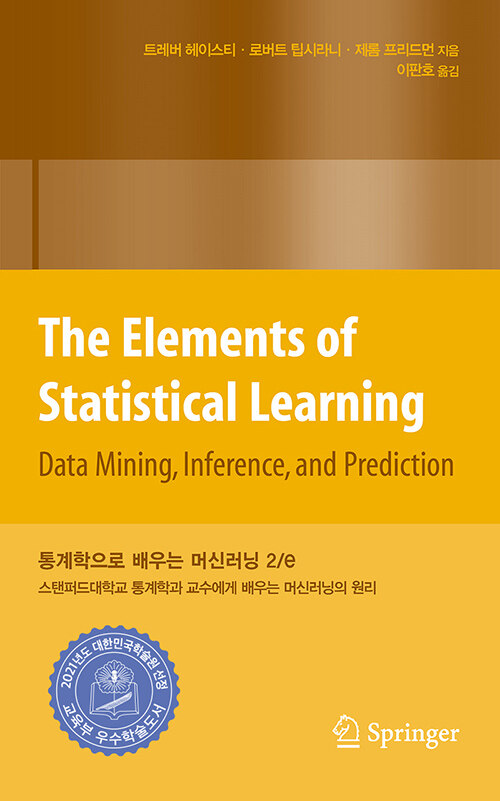 트레버 헤이스티 · 로버트 팁시라니 · 제롬 프리드먼 지음
이판호 옮김
The Elements of
Statistical Learning
Data Mining, Inference, and Prediction
통계학으로 배우는 머신러닝 2/e
스탠퍼드대학교 통계학과 교수에게 배우는 머신러닝의 원리
2021년도 대한민국학술원 선정
교육부 우수학술도서
Springer